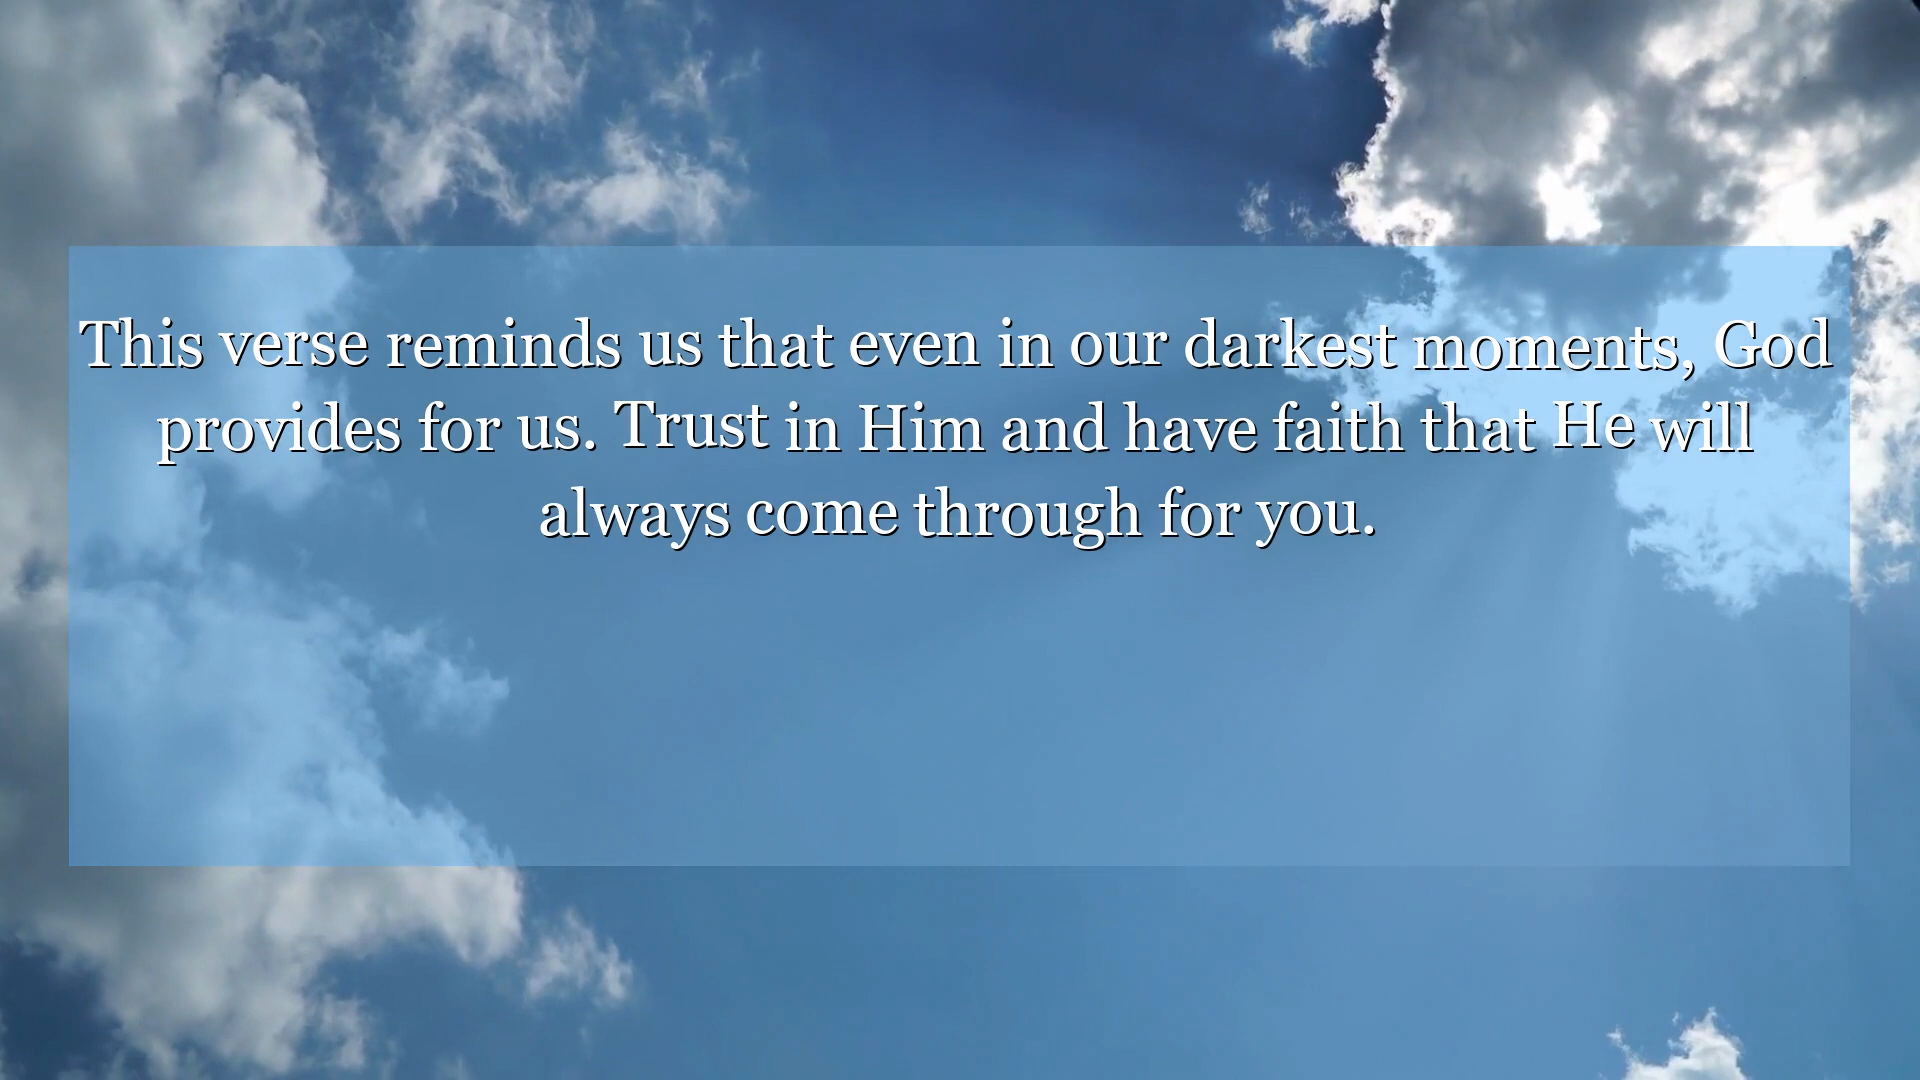 This verse reminds us that even in our darkest moments, God
provides for us. Trust in Him and have faith that He will
always come through for you.